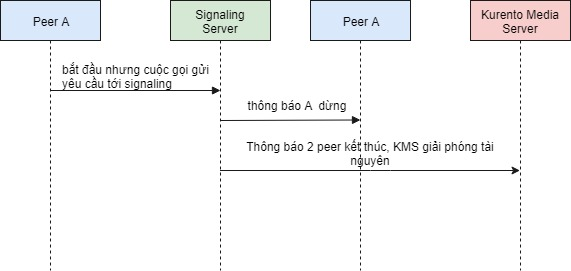 Peer A
Signaling
Server
Peer A
Kurento Media
Server
bắt đầu nhưng cuộc gọi gửi
yêu cầu tới signaling
thông báo A dừng
Thông báo 2 peer kết thúc, KMS giải phóng tải
nguyên